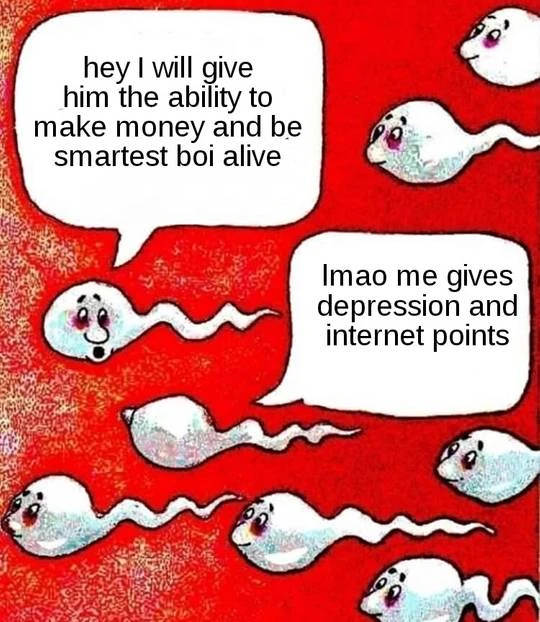 hey I will give
him the ability to
make money and be
smartest boi alive
lmao me gives
depression and
internet points